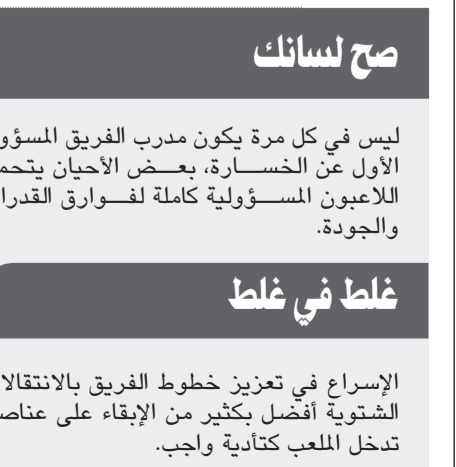 صح لسانك
ليس في كل مرة يكون مدرب الفريق المسؤو
الأول عن الخسارة، بعض الأحيان يتحم
اللاعبون المسؤولية كاملة لفوارق القدرا
والجودة.
غلط في غلط
الإسراع في تعزيز خطوط الفريق بالانتقالا
الشتوية أفضل بكثير من الإبقاء على عناص
تدخل الملعب كتأدية واجب.